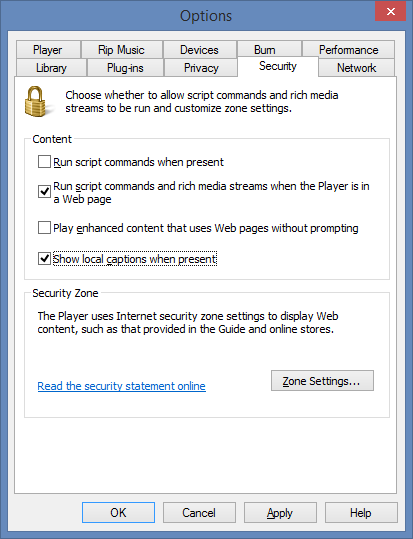 Options
Player Rip Music Devices Burn Performance
Library Plug-ins Privacy Security Network
Choose whether to allow script commands and rich media
streams to be run and customize zone settings.
Content
Run script commands when present
Run script commands and rich media streams when the Player is in
a Web page
Play enhanced content that uses Web pages without prompting
Show local captions when present
Security Zone
The Player uses Internet security zone settings to display Web
content, such as that provided in the Guide and online stores.
Read the security statement online
Zone Settings...
OK Cancel Apply Help